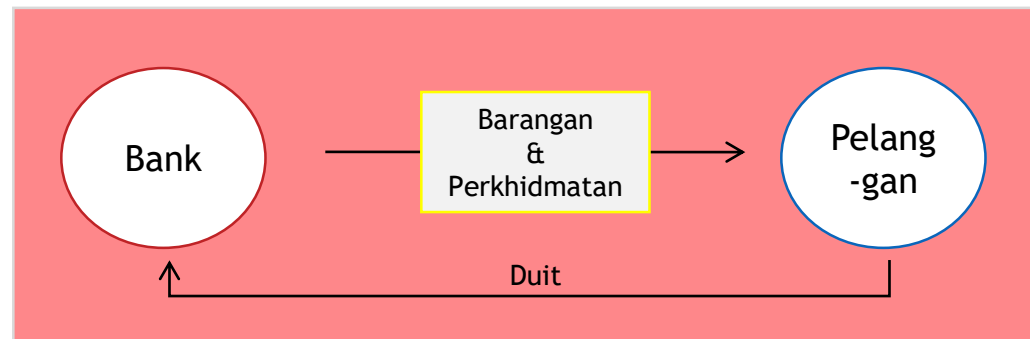 Bank
Barangan
&
Perkhidmatan
Pelang
-gan
Duit